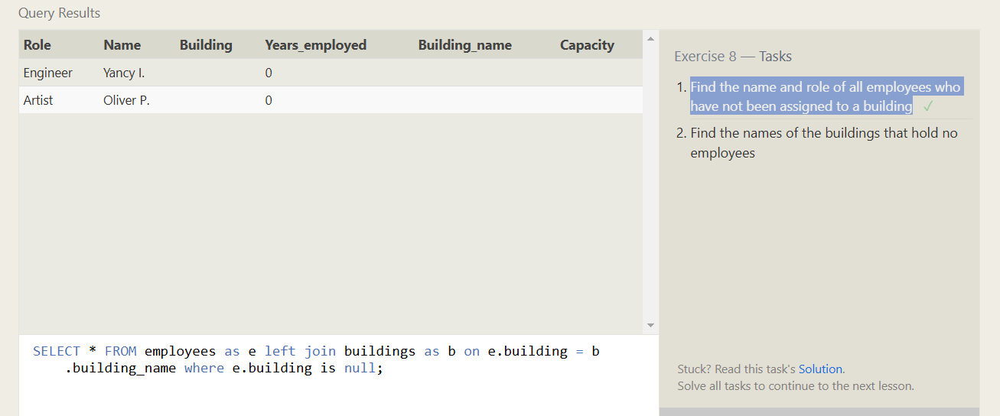 Query Results
Role Name Building Years_employed Building_name Capacity
Engineer Yancy I. 0
Artist Oliver P. 0
SELECT * FROM employees as e left join buildings as b on e.building = b
.building_name where e.building is null;
Exercise 8 — Tasks
1. Find the name and role of all employees who
have not been assigned to a building ✓
2. Find the names of the buildings that hold no
employees
Stuck? Read this task's Solution.
Solve all tasks to continue to the next lesson.